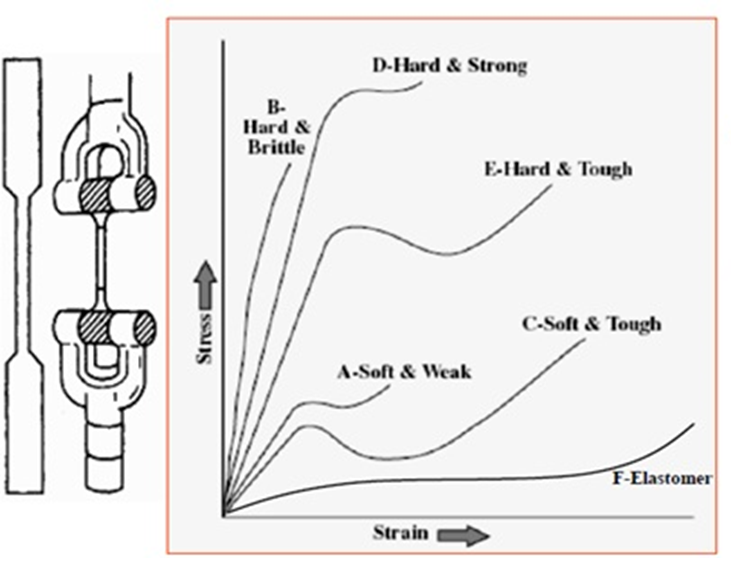 D-Hard & Strong
B-
Hard &
Brittle
E-Hard & Tough
C-Soft & Tough
A-Soft & Weak
F-Elastomer
Stress
Strain